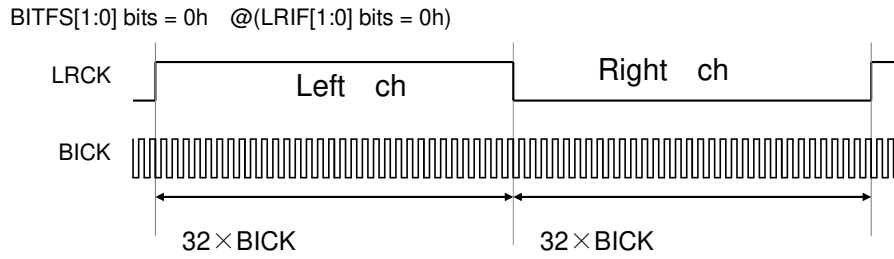 BITFS[1:0] bits = 0h @(LRIF[1:0] bits = 0h)
LRCK Left ch Right ch
BICK
32×BICK 32×BICK